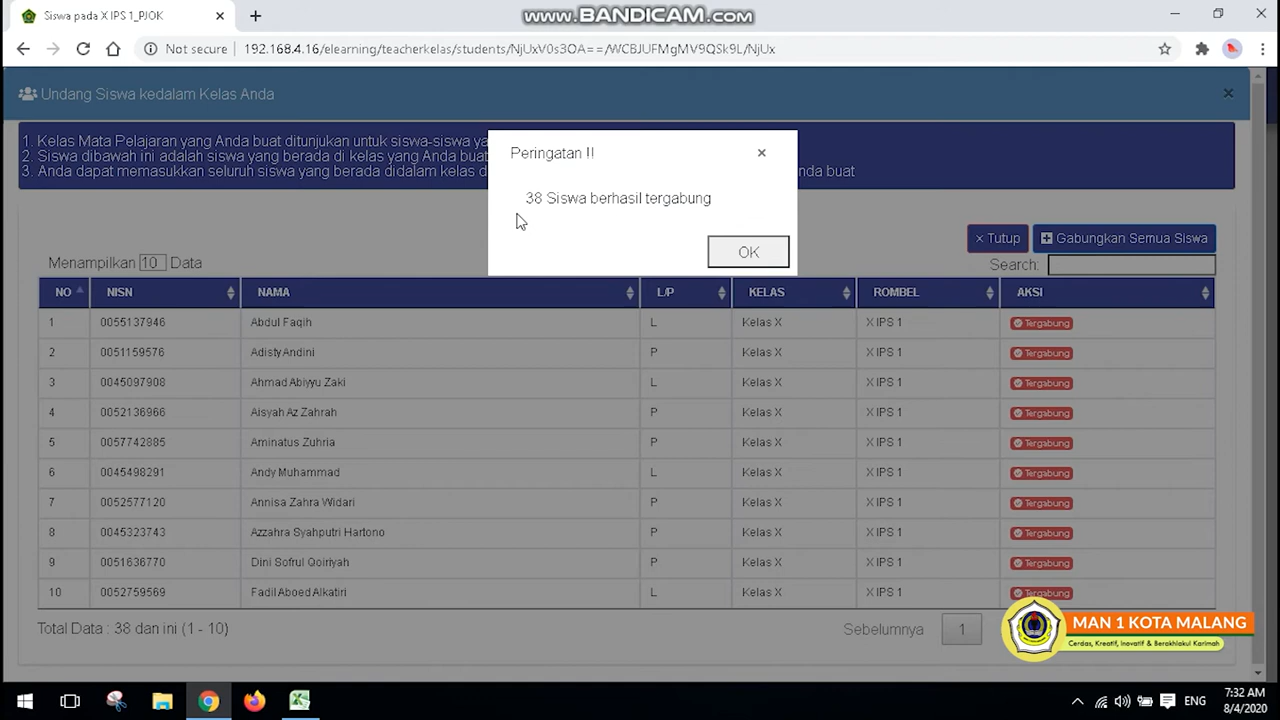 Siswa pada X IPS 1_PJOK
www.BANDICAM.com
Not secure 192.168.4.16/elearning/teacherkelas/students/NjUxV0s3OA==/WCBJUFMgMV9QSk9L/NjUx
Undang Siswa kedalam Kelas Anda
1. Kelas Mata Pelajaran yang Anda buat ditunjukan untuk siswa-siswa ya
2. Siswa dibawah ini adalah siswa yang berada di kelas yang Anda buat
3. Anda dapat memasukkan seluruh siswa yang berada didalam kelas d
nda buat
Peringatan !!
38 Siswa berhasil tergabung
OK
Tutup Gabungkan Semua Siswa
Menampilkan 10 Data Search:
NO NISN NAMA L/P KELAS ROMBEL AKSI
1 0055137946 Abdul Faqih L Kelas X X IPS 1 Tergabung
2 0051159576 Adisty Andini P Kelas X X IPS 1 Tergabung
3 0045097908 Ahmad Abiyyu Zaki L Kelas X X IPS 1 Tergabung
4 0052136966 Aisyah Az Zahrah P Kelas X X IPS 1 Tergabung
5 0057742885 Aminatus Zuhria P Kelas X X IPS 1 Tergabung
6 0045498291 Andy Muhammad L Kelas X X IPS 1 Tergabung
7 0052577120 Annisa Zahra Widari P Kelas X X IPS 1 Tergabung
8 0045323743 Azzahra Syahputri Hartono P Kelas X X IPS 1 Tergabung
9 0051636770 Dini Sofrul Qoiriyah P Kelas X X IPS 1 Tergabung
10 0052759569 Fadil Aboed Alkatiri L Kelas X X IPS 1 Tergabung
Total Data : 38 dan ini (1 - 10) Sebelumnya 1
MAN 1 KOTA MALANG
Cerdas, Kreatif, Inovatif & Berakhlakul Karimah
ENG
7:32 AM
8/4/2020